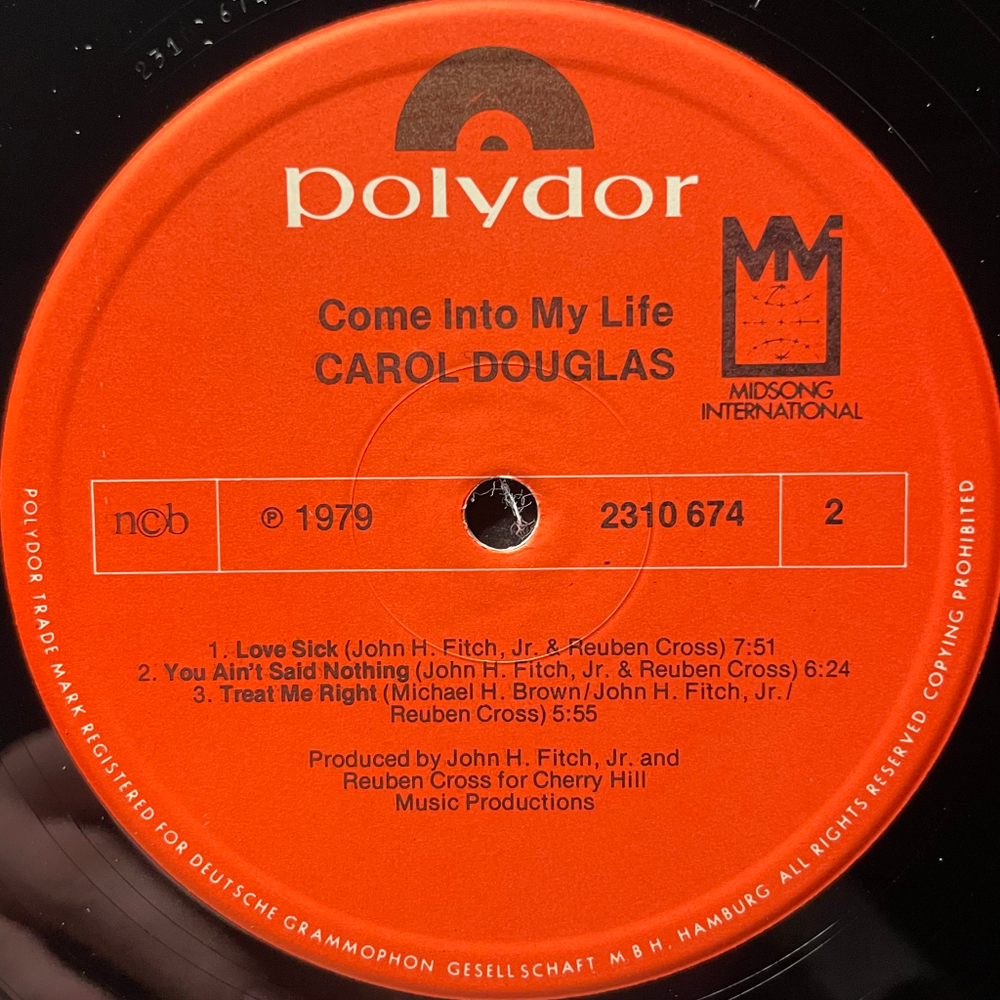 polydor
MIDSONG
INTERNATIONAL
Come Into My Life
CAROL DOUGLAS
n©b
℗ 1979
2310 674
2
1. Love Sick (John H. Fitch, Jr. & Reuben Cross) 7:51
2. You Ain't Said Nothing (John H. Fitch, Jr. & Reuben Cross) 6:24
3. Treat Me Right (Michael H. Brown/John H. Fitch, Jr./
Reuben Cross) 5:55
Produced by John H. Fitch, Jr. and
Reuben Cross for Cherry Hill
Music Productions
POLYDOR TRADE MARK REGISTERED FOR DEUTSCHE GRAMMOPHON GESELLSCHAFT M B H, HAMBURG ALL RIGHTS RESERVED COPYING PROHIBITED